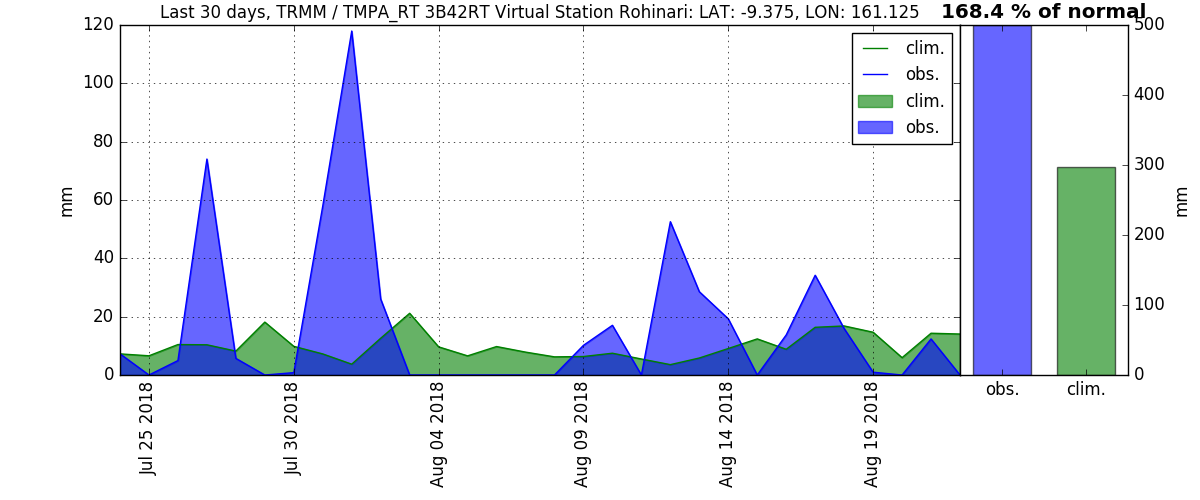 Last 30 days, TRMM / TMPA_RT 3B42RT Virtual Station Rohinari: LAT: -9.375, LON: 161.125
168.4 % of normal
120
100
80
60
40
20
0
mm
clim.
obs.
clim.
obs.
500
400
300
200
100
0
mm
obs.
clim.
Jul 25 2018
Jul 30 2018
Aug 04 2018
Aug 09 2018
Aug 14 2018
Aug 19 2018